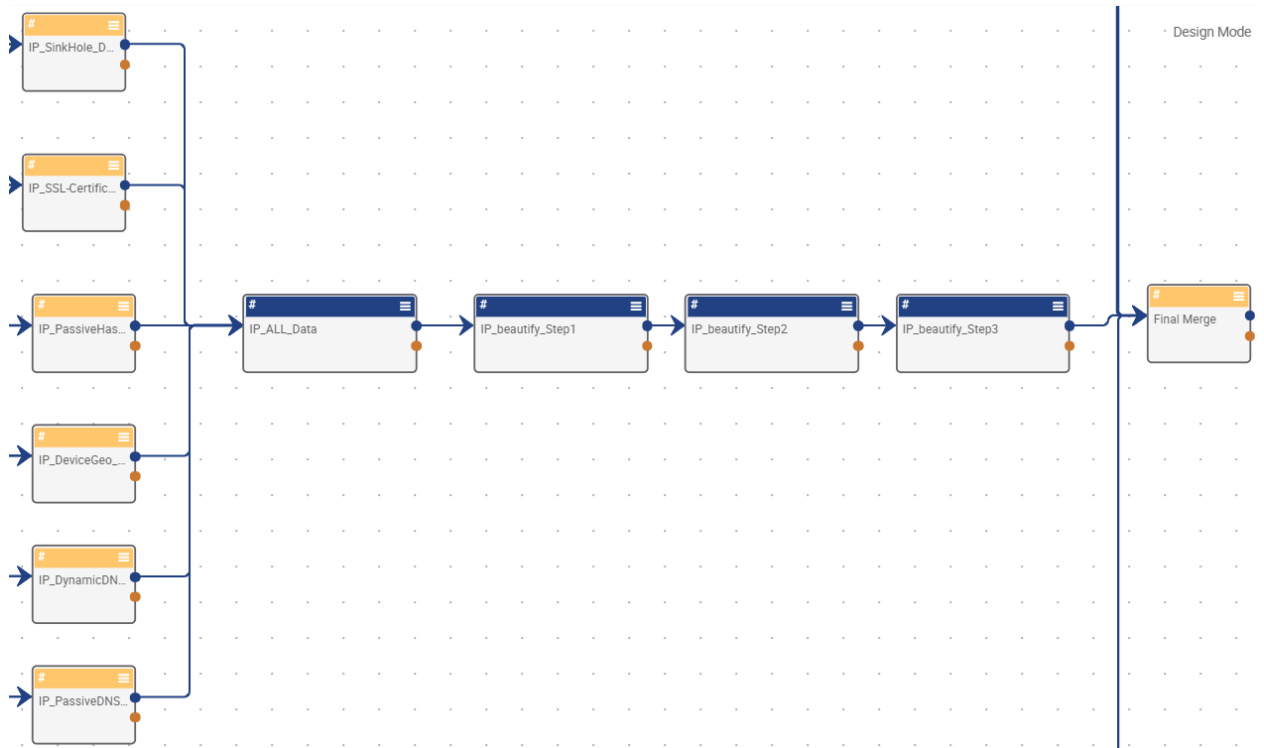 #
IP_SinkHole_D...
Design Mode
#
IP_SSL-Certific...
#
IP_PassiveHas...
#
IP_ALL_Data
#
IP_beautify_Step1
#
IP_beautify_Step2
#
IP_beautify_Step3
#
Final Merge
#
IP_DeviceGeo_...
#
IP_DynamicDN...
#
IP_PassiveDNS...